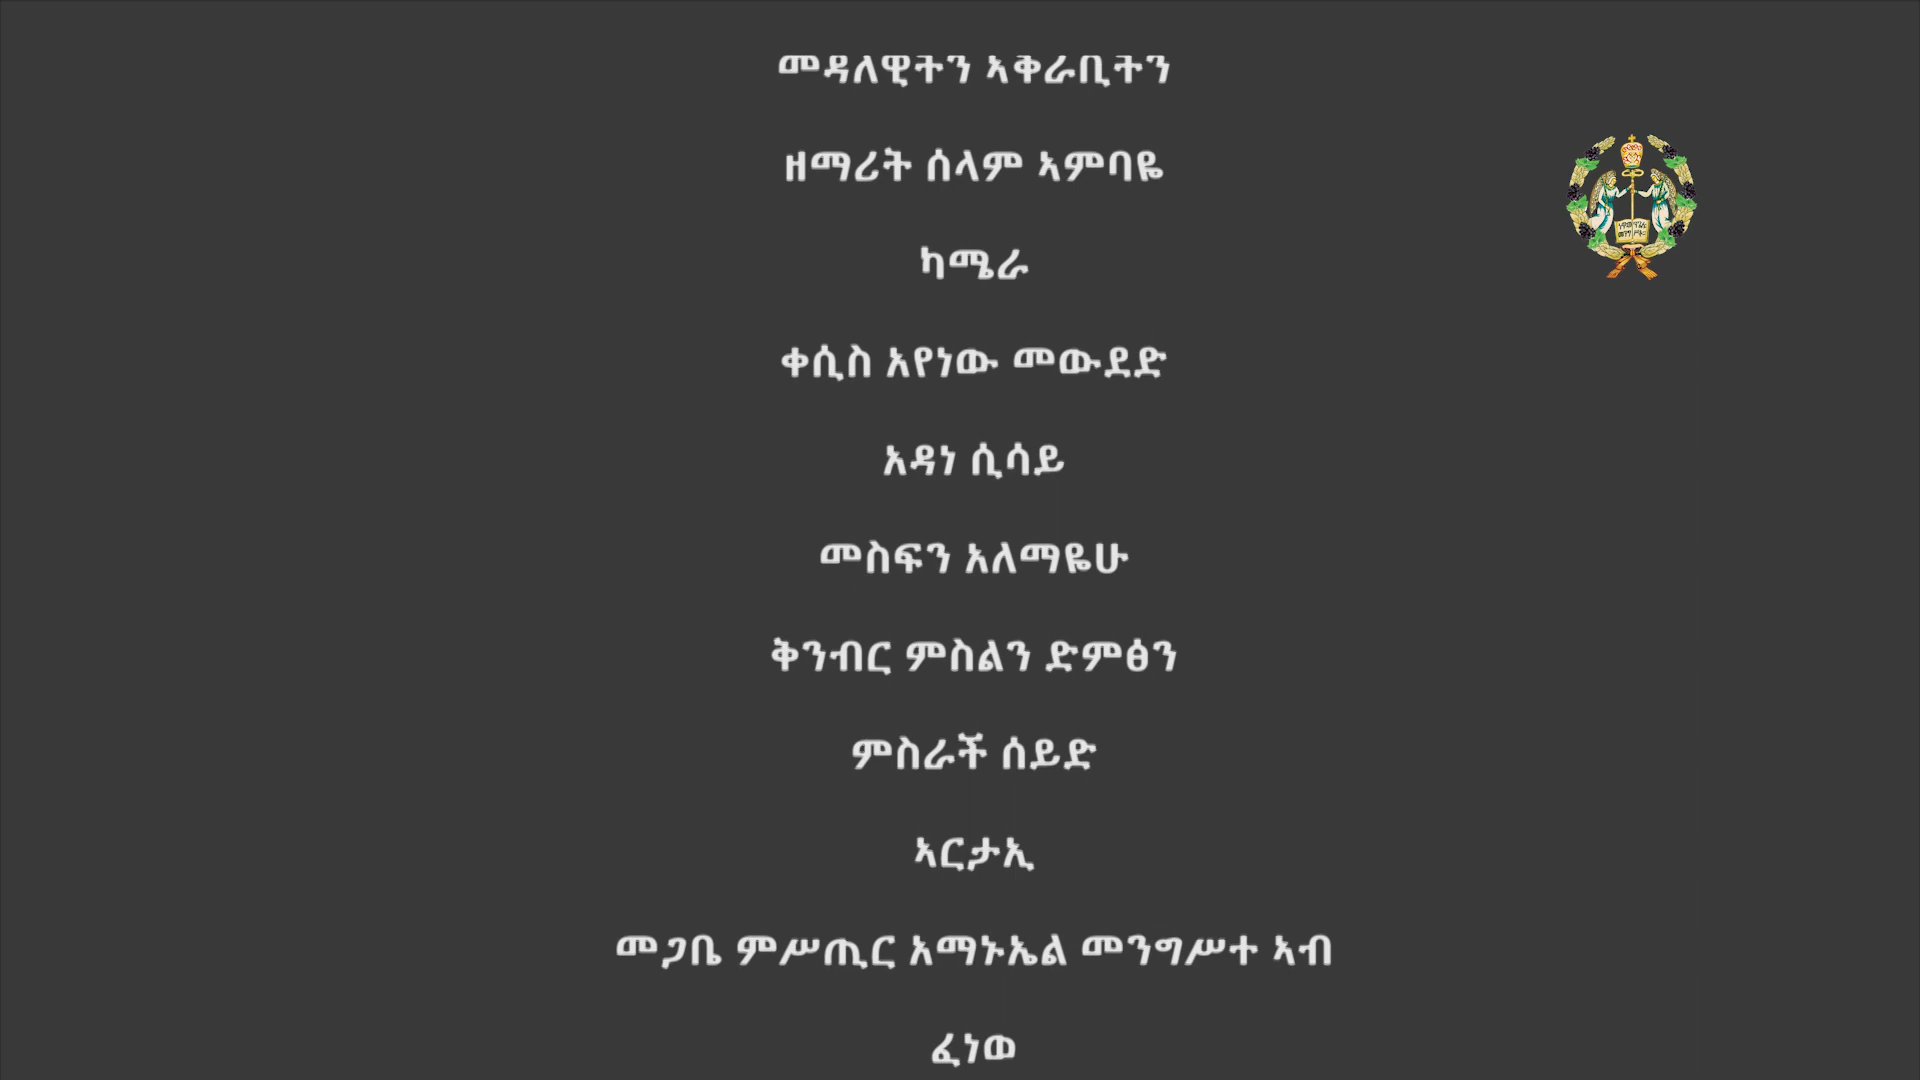 መዳለዊትን ኣቅራቢትን
ዘማሪት ሰላም ኣምባዬ
ካሜራ
ቀሲስ አየነው መውደድ
አዳነ ሲሳይ
መስፍን አለማዬሁ
ቅንብር ምስልን ድምፅን
ምስራች ሰይድ
ኣርታኢ
መጋቤ ምሥጢር አማኑኤል መንግሥተ ኣብ
ፈነወ